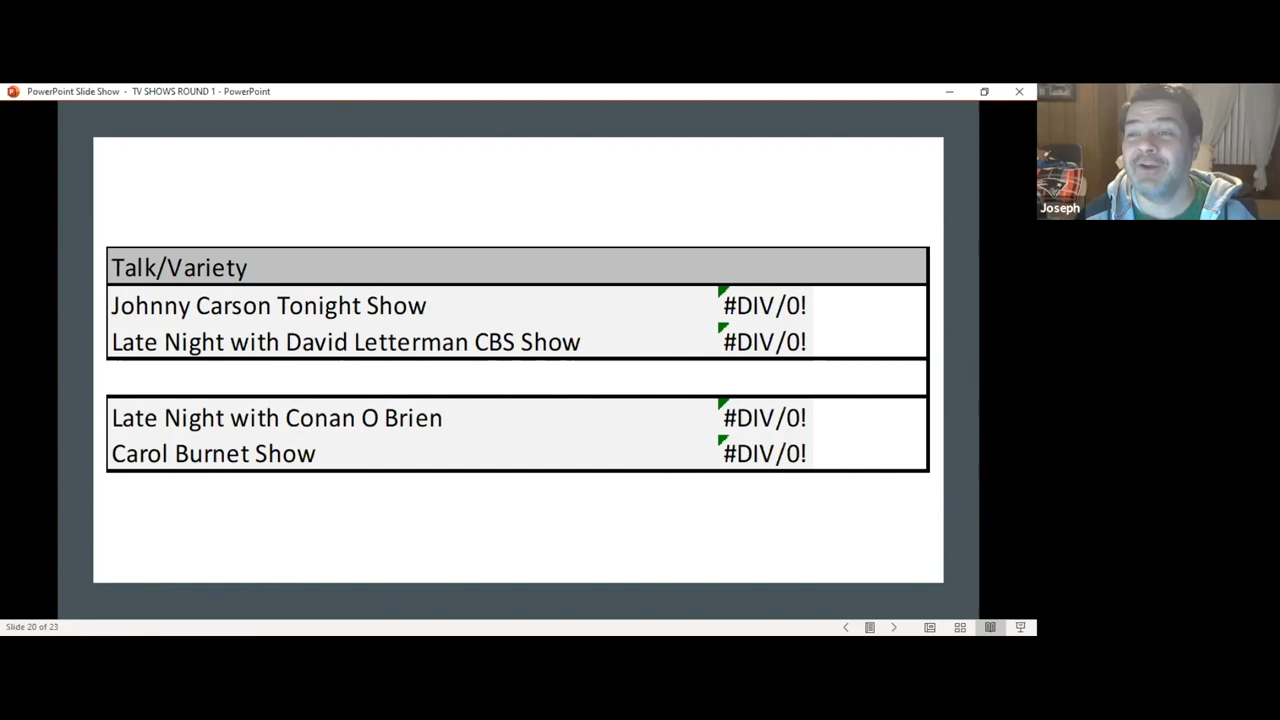 PowerPoint Slide Show - TV SHOWS ROUND 1 - PowerPoint
Joseph
Talk/Variety
Johnny Carson Tonight Show #DIV/0!
Late Night with David Letterman CBS Show #DIV/0!
Late Night with Conan O Brien #DIV/0!
Carol Burnet Show #DIV/0!
Slide 20 of 23